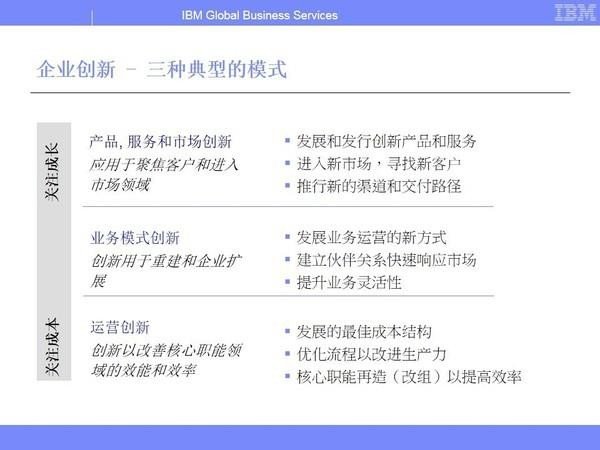 IBM Global Business Services
IBM
企业创新 – 三种典型的模式
关注成长
产品, 服务和市场创新
应用于聚焦客户和进入
市场领域
▪ 发展和发行创新产品和服务
▪ 进入新市场，寻找新客户
▪ 推行新的渠道和交付路径
业务模式创新
创新用于重建和企业扩
展
▪ 发展业务运营的新方式
▪ 建立伙伴关系快速响应市场
▪ 提升业务灵活性
关注成本
运营创新
创新以改善核心职能领
域的效能和效率
▪ 发展的最佳成本结构
▪ 优化流程以改进生产力
▪ 核心职能再造（改组）以提高效率